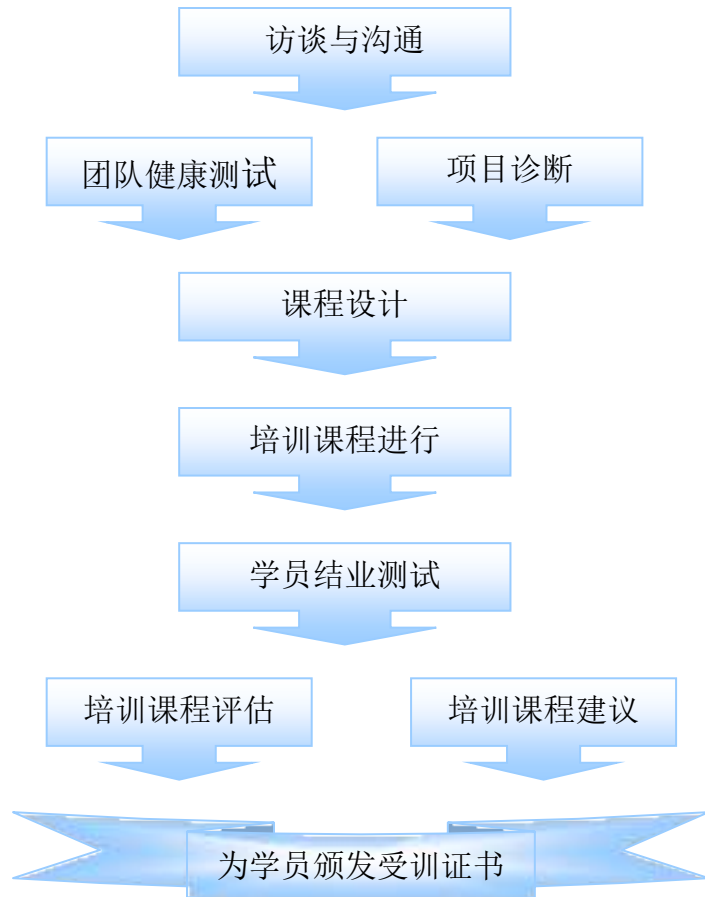 访谈与沟通
团队健康测试
项目诊断
课程设计
培训课程进行
学员结业测试
培训课程评估
培训课程建议
为学员颁发受训证书